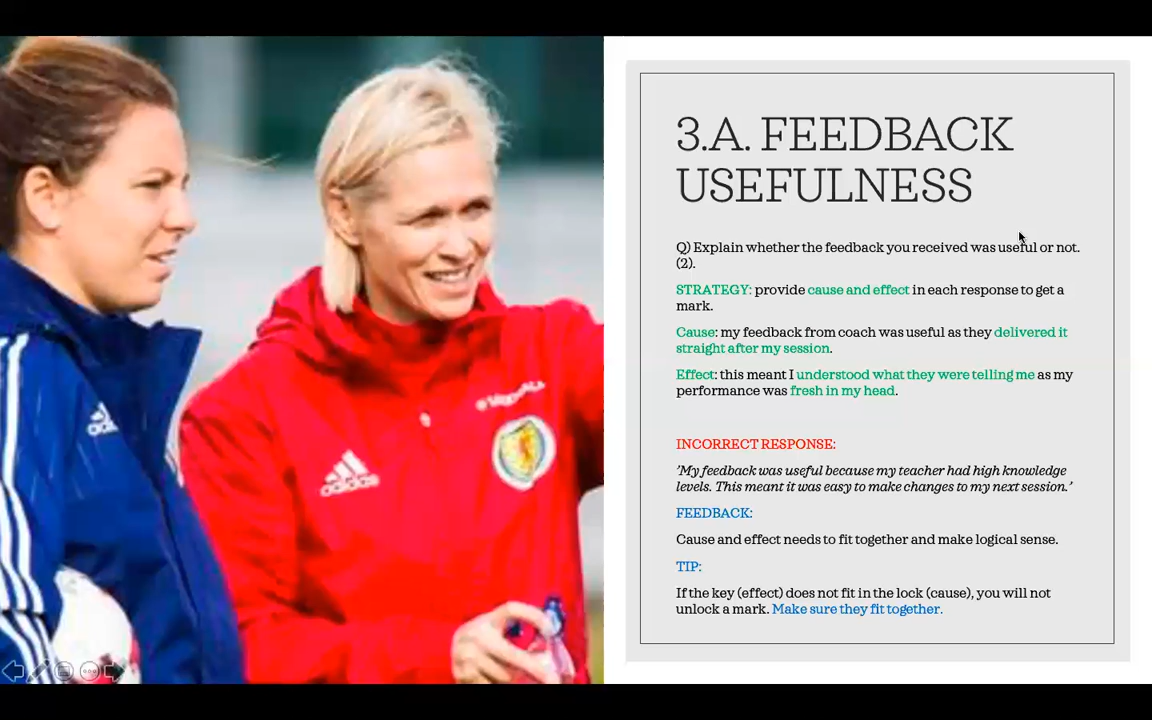 3.A. FEEDBACK
USEFULNESS
Q) Explain whether the feedback you received was useful or not.
(2).
STRATEGY: provide cause and effect in each response to get a
mark.
Cause: my feedback from coach was useful as they delivered it
straight after my session.
Effect: this meant I understood what they were telling me as my
performance was fresh in my head.
INCORRECT RESPONSE:
'My feedback was useful because my teacher had high knowledge
levels. This meant it was easy to make changes to my next session.'
FEEDBACK:
Cause and effect needs to fit together and make logical sense.
TIP:
If the key (effect) does not fit in the lock (cause), you will not
unlock a mark. Make sure they fit together.
adidas
VAUXHALL
adidas